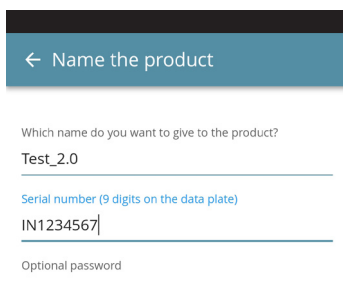 ← Name the product
Which name do you want to give to the product?
Test_2.0
Serial number (9 digits on the data plate)
IN1234567
Optional password